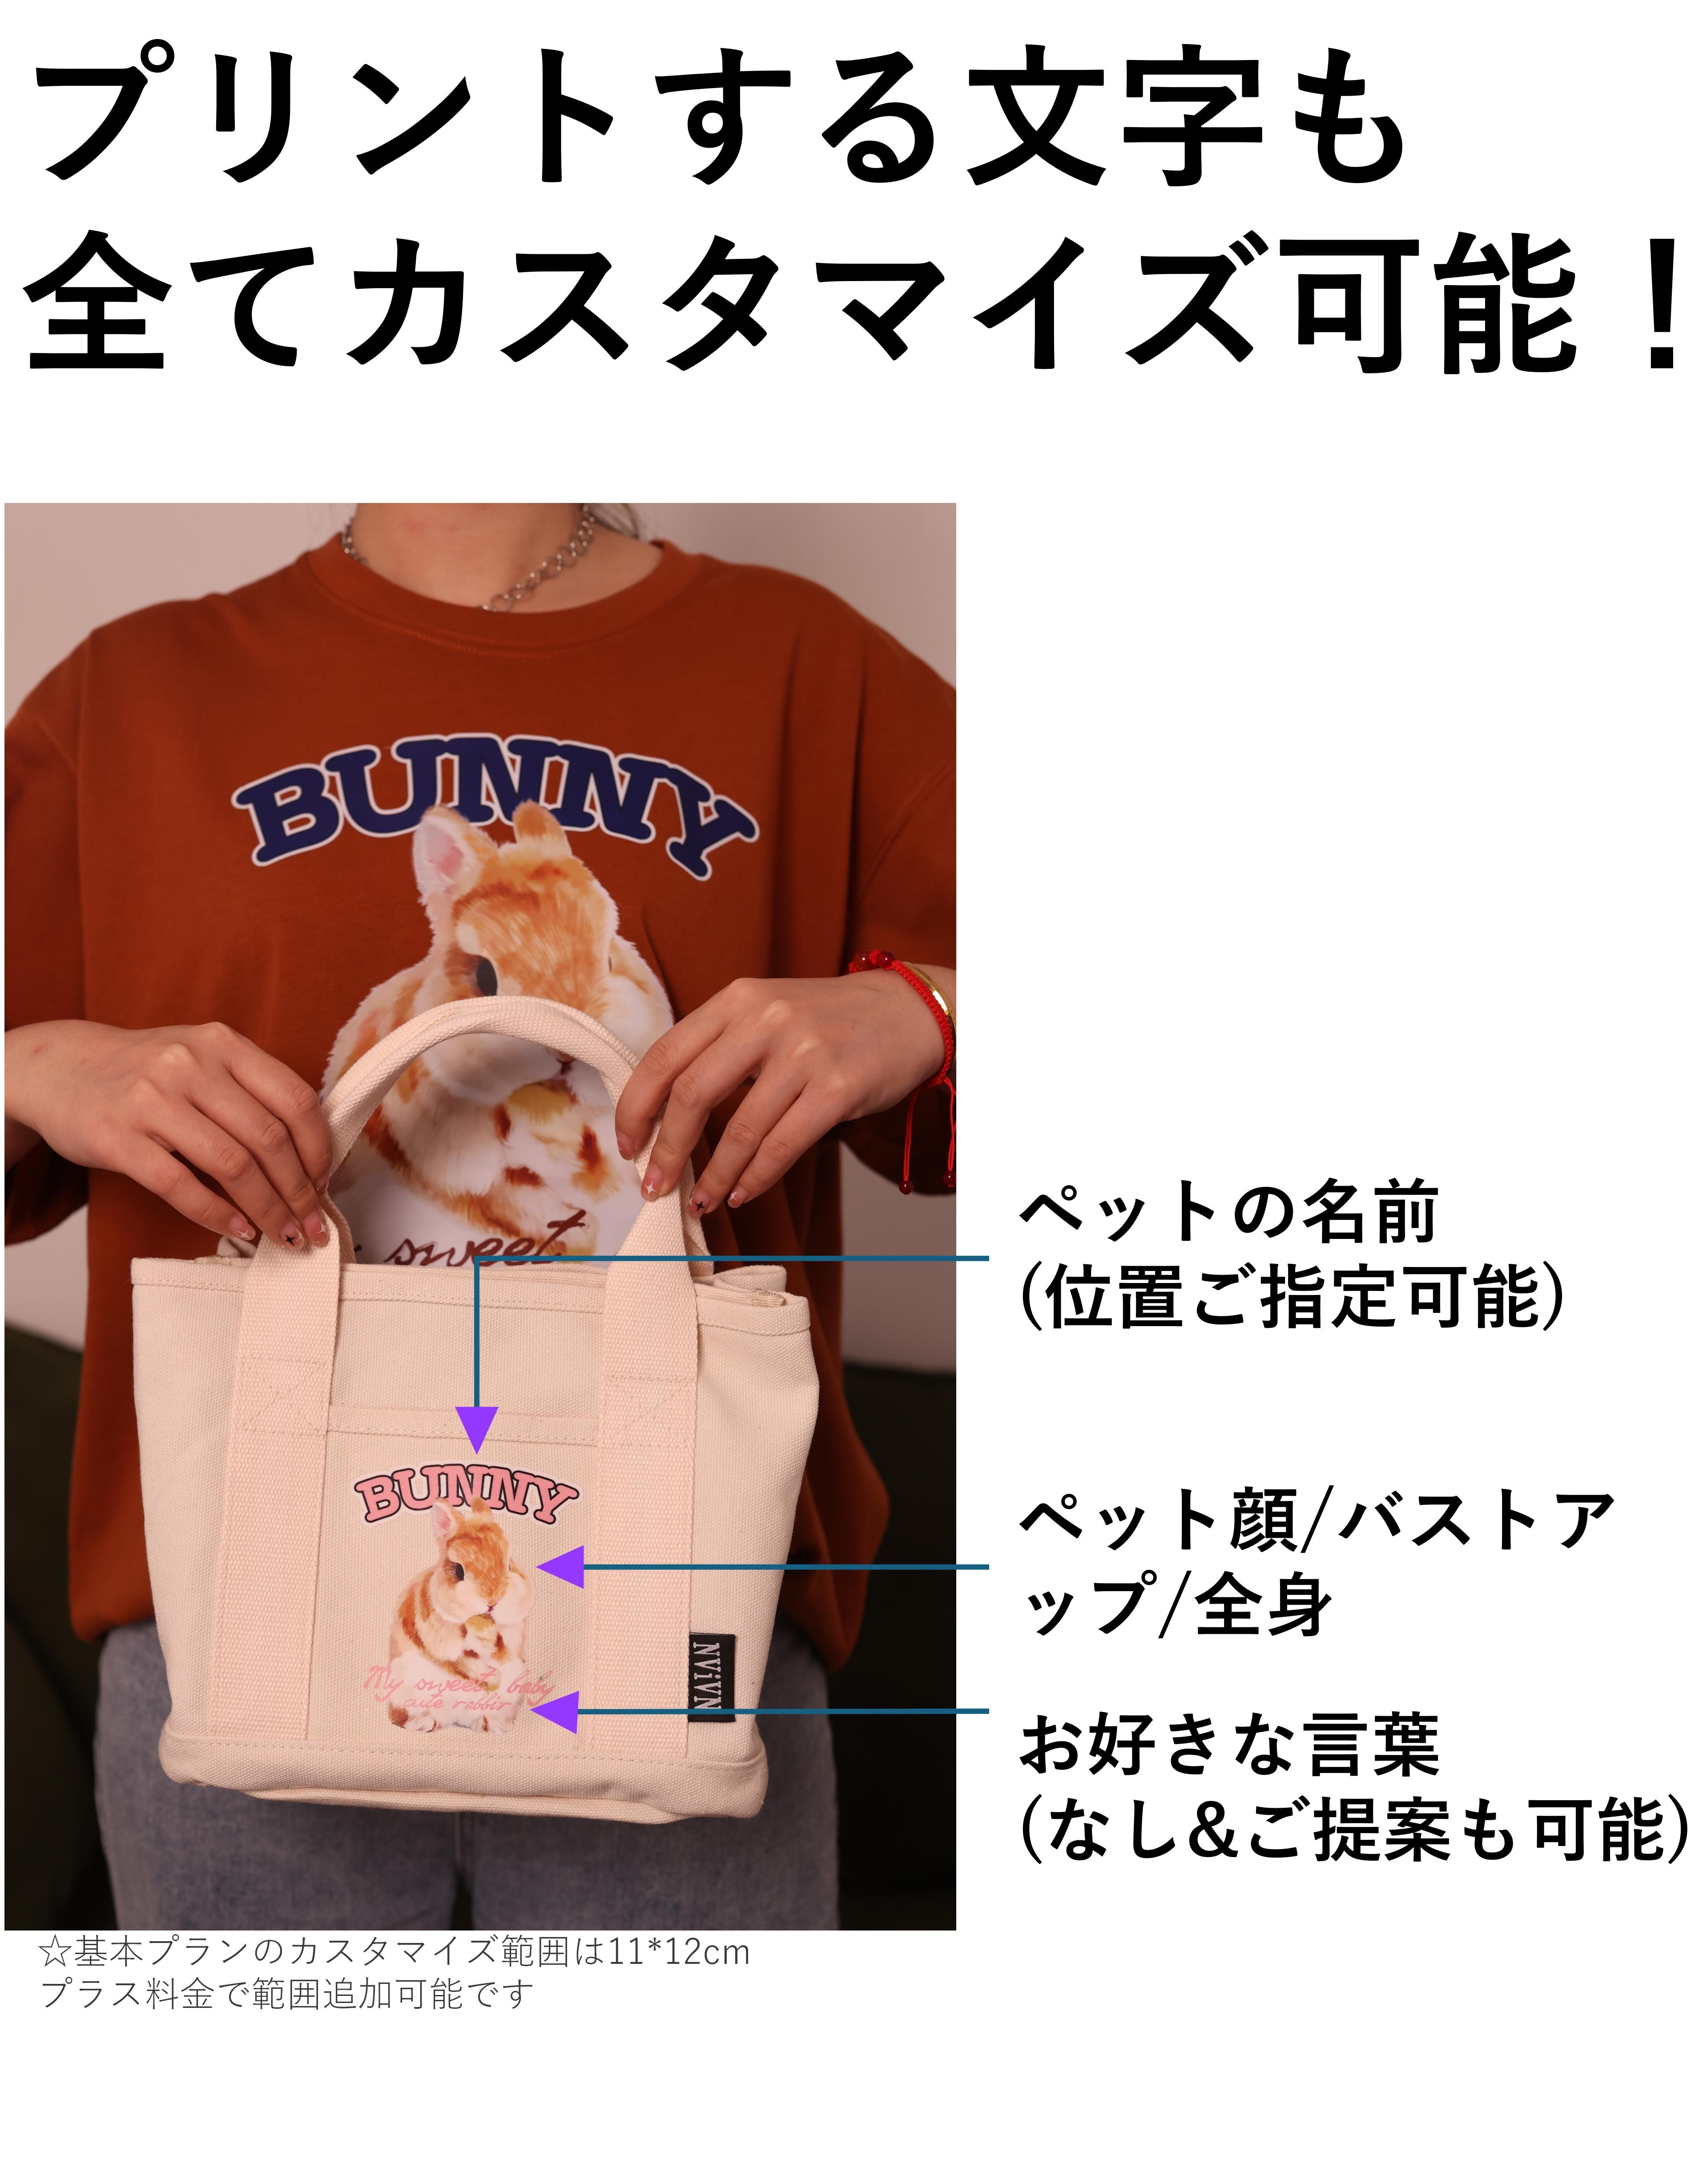 プリントする文字も
全てカスタマイズ可能！
BUNNY
sweet
ペットの名前
(位置ご指定可能)
BUNNY
ペット顔/バストア
ップ/全身
My sweet baby
cute rabbir
NViVN
お好きな言葉
(なし&ご提案も可能)
☆基本プランのカスタマイズ範囲は11*12cm
プラス料金で範囲追加可能です